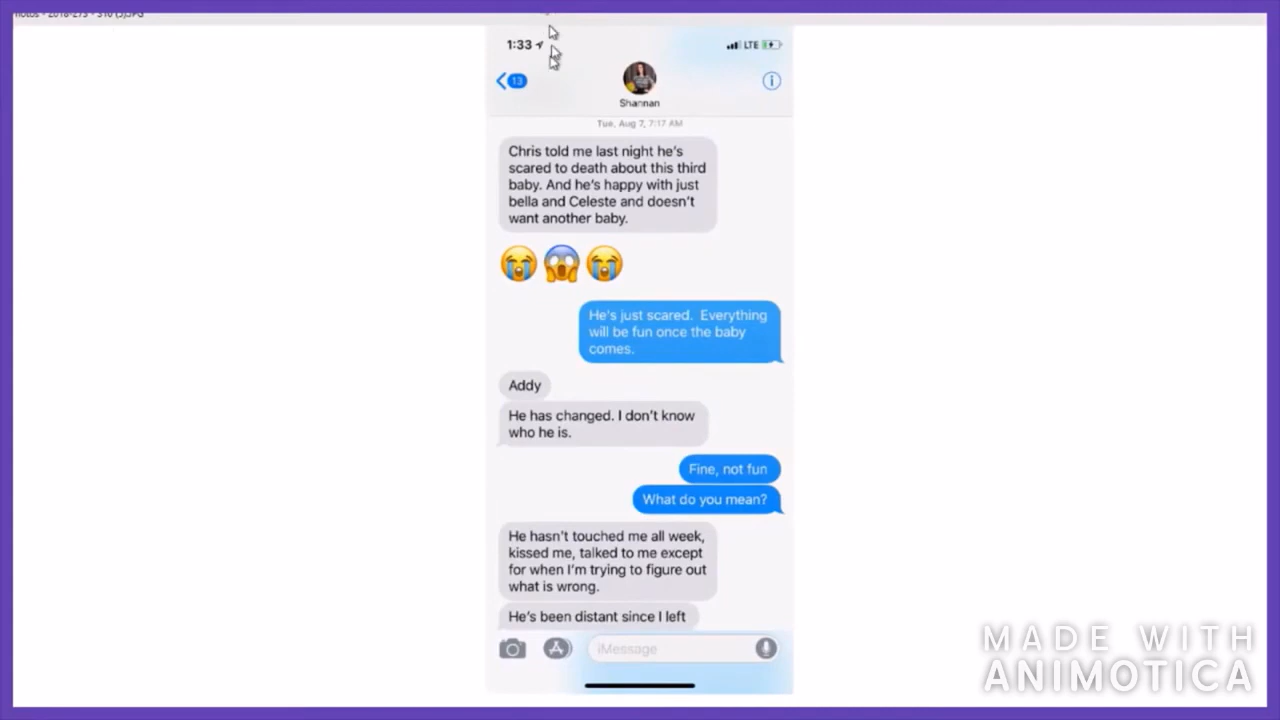 1:33
LTE
13
Shannan
Tue, Aug 7, 7:17 AM
Chris told me last night he's
scared to death about this third
baby. And he's happy with just
bella and Celeste and doesn't
want another baby.
😭😱😭
He's just scared.  Everything
will be fun once the baby
comes.
Addy
He has changed. I don't know
who he is.
Fine, not fun
What do you mean?
He hasn't touched me all week,
kissed me, talked to me except
for when I'm trying to figure out
what is wrong.
He's been distant since I left
iMessage
MADE WITH
ANIMOTICA